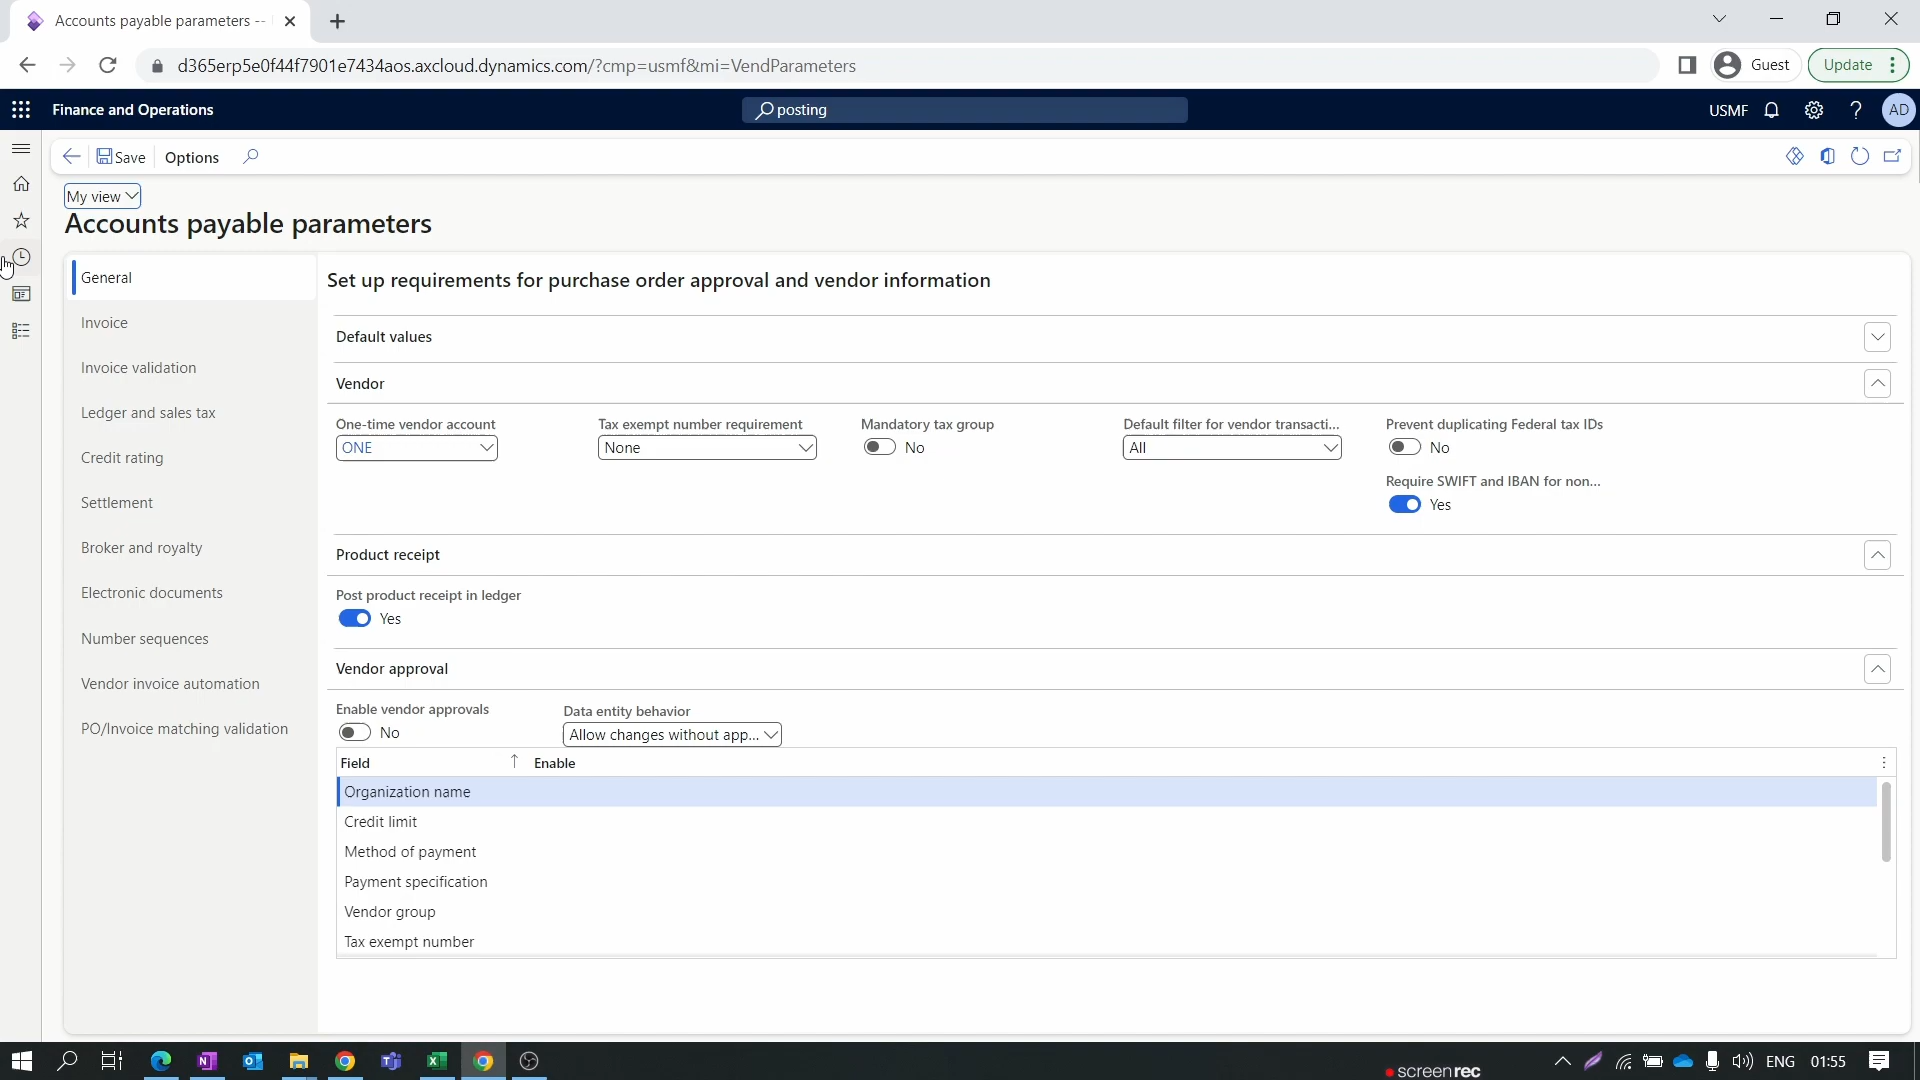 Accounts payable parameters --
d365erp5e0f44f7901e7434aos.axcloud.dynamics.com/?cmp=usmf&mi=VendParameters
Guest
Update
Finance and Operations
posting
USMF
?
AD
Save
Options
My view
Accounts payable parameters
General
Invoice
Invoice validation
Ledger and sales tax
Credit rating
Settlement
Broker and royalty
Electronic documents
Number sequences
Vendor invoice automation
PO/Invoice matching validation
Set up requirements for purchase order approval and vendor information
Default values
Vendor
One-time vendor account
ONE
Tax exempt number requirement
None
Mandatory tax group
No
Default filter for vendor transacti...
All
Prevent duplicating Federal tax IDs
No
Require SWIFT and IBAN for non...
Yes
Product receipt
Post product receipt in ledger
Yes
Vendor approval
Enable vendor approvals
No
Data entity behavior
Allow changes without app...
Field
Enable
Organization name
Credit limit
Method of payment
Payment specification
Vendor group
Tax exempt number
screenrec
ENG
01:55